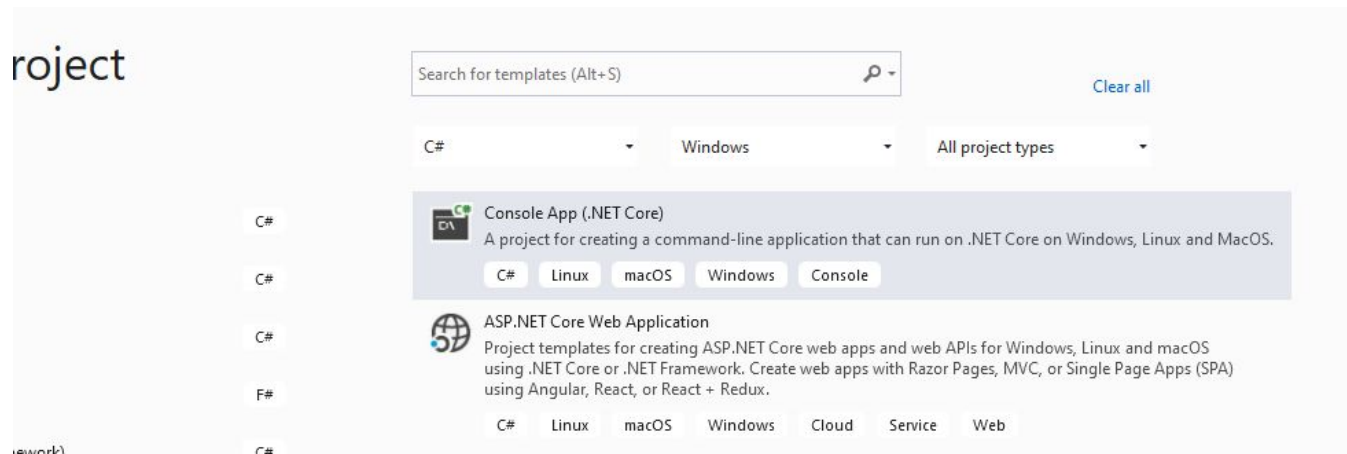 roject
Search for templates (Alt+S)
Clear all
C#
Windows
All project types
C#
C#
C#
F#
ework)
C#
C#
D:\
Console App (.NET Core)
A project for creating a command-line application that can run on .NET Core on Windows, Linux and MacOS.
C# Linux macOS Windows Console
ASP.NET Core Web Application
Project templates for creating ASP.NET Core web apps and web APIs for Windows, Linux and macOS
using .NET Core or .NET Framework. Create web apps with Razor Pages, MVC, or Single Page Apps (SPA)
using Angular, React, or React + Redux.
C# Linux macOS Windows Cloud Service Web